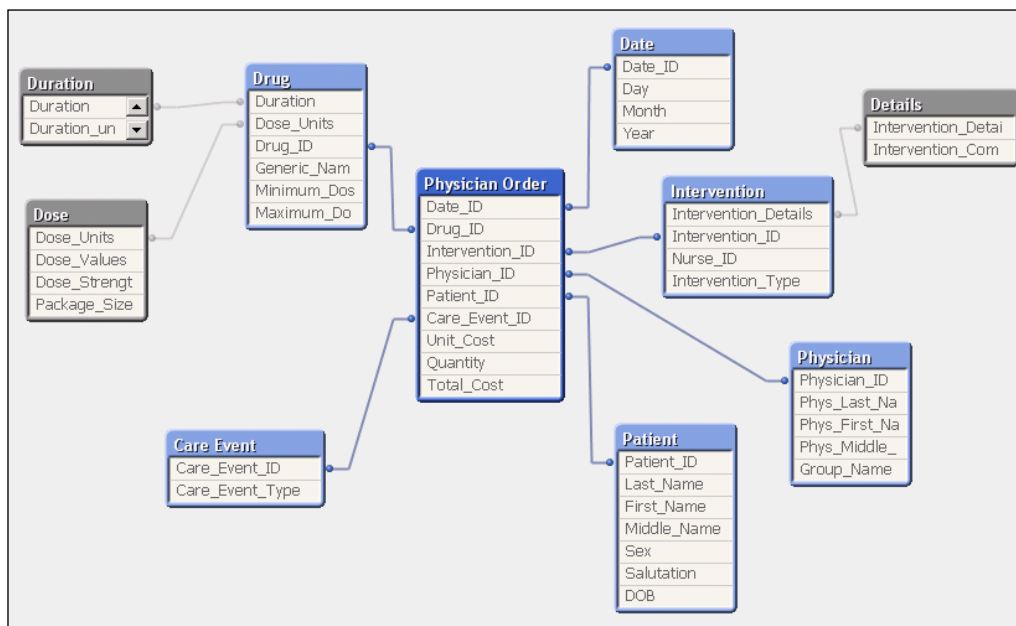 Duration
Duration
Duration_un
Drug
Duration
Dose_Units
Drug_ID
Generic_Nam
Minimum_Dos
Maximum_Do
Date
Date_ID
Day
Month
Year
Details
Intervention_Detai
Intervention_Com
Dose
Dose_Units
Dose_Values
Dose_Strengt
Package_Size
Physician Order
Date_ID
Drug_ID
Intervention_ID
Physician_ID
Patient_ID
Care_Event_ID
Unit_Cost
Quantity
Total_Cost
Intervention
Intervention_Details
Intervention_ID
Nurse_ID
Intervention_Type
Physician
Physician_ID
Phys_Last_Na
Phys_First_Na
Phys_Middle_
Group_Name
Care Event
Care_Event_ID
Care_Event_Type
Patient
Patient_ID
Last_Name
First_Name
Middle_Name
Sex
Salutation
DOB